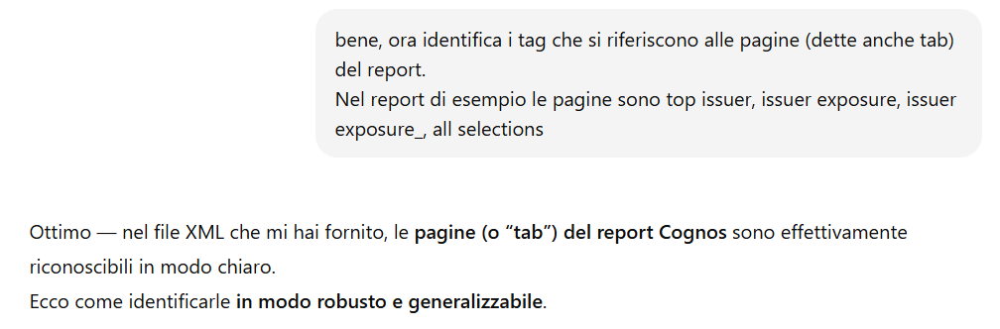 bene, ora identifica i tag che si riferiscono alle pagine (dette anche tab)
del report.
Nel report di esempio le pagine sono top issuer, issuer exposure, issuer
exposure_, all selections
Ottimo — nel file XML che mi hai fornito, le pagine (o “tab”) del report Cognos sono effettivamente
riconoscibili in modo chiaro.
Ecco come identificarle in modo robusto e generalizzabile.